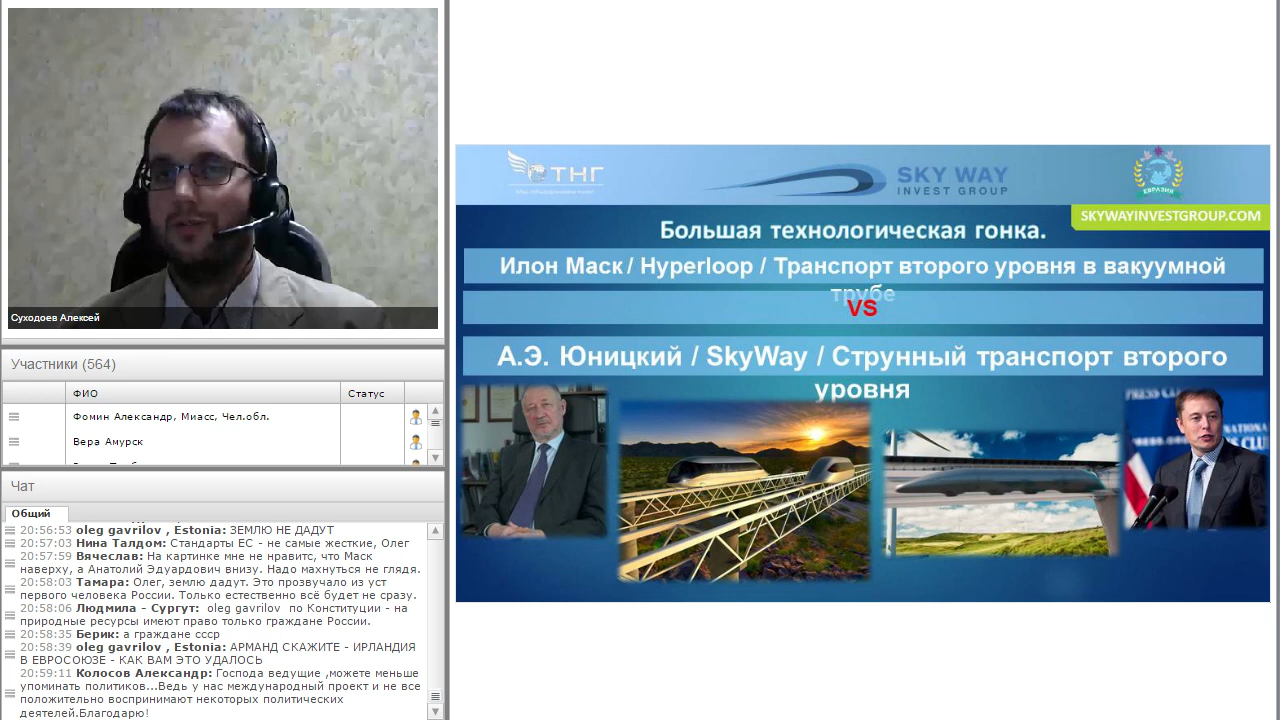 Суходоев Алексей
Участники (564)
ФИО
Статус
Фомин Александр, Миасс, Чел.обл.
Вера Амурск
Чат
Общий
20:56:53 oleg gavrilov , Estonia: ЗЕМЛЮ НЕ ДАДУТ
20:57:03 Нина Талдом: Стандарты ЕС - не самые жесткие, Олег
20:57:59 Вячеслав: На картинке мне не нравитс, что Маск
наверху, а Анатолий Эдуардович внизу. Надо махнуться не глядя.
20:58:03 Тамара: Олег, землю дадут. Это прозвучало из уст
первого человека России. Только естественно всё будет не сразу.
20:58:06 Людмила - Сургут: oleg gavrilov по Конституции - на
природные ресурсы имеют право только граждане России.
20:58:35 Берик: а граждане ссср
20:58:39 oleg gavrilov , Estonia: АРМАНД СКАЖИТЕ - ИРЛАНДИЯ
В ЕВРОСОЮЗЕ - КАК ВАМ ЭТО УДАЛОСЬ
20:59:11 Колосов Александр: Господа ведущие ,можете меньше
упоминать политиков...Ведь у нас международный проект и не все
положительно воспринимают некоторых политических
деятелей.Благодарю!
ТНГ
SKY WAY
INVEST GROUP
ЕВРАЗИЯ
SKYWAYINVESTGROUP.COM
Большая технологическая гонка.
Илон Маск / Hyperloop / Транспорт второго уровня в вакуумной
трубе
VS
А.Э. Юницкий / SkyWay / Струнный транспорт второго
уровня